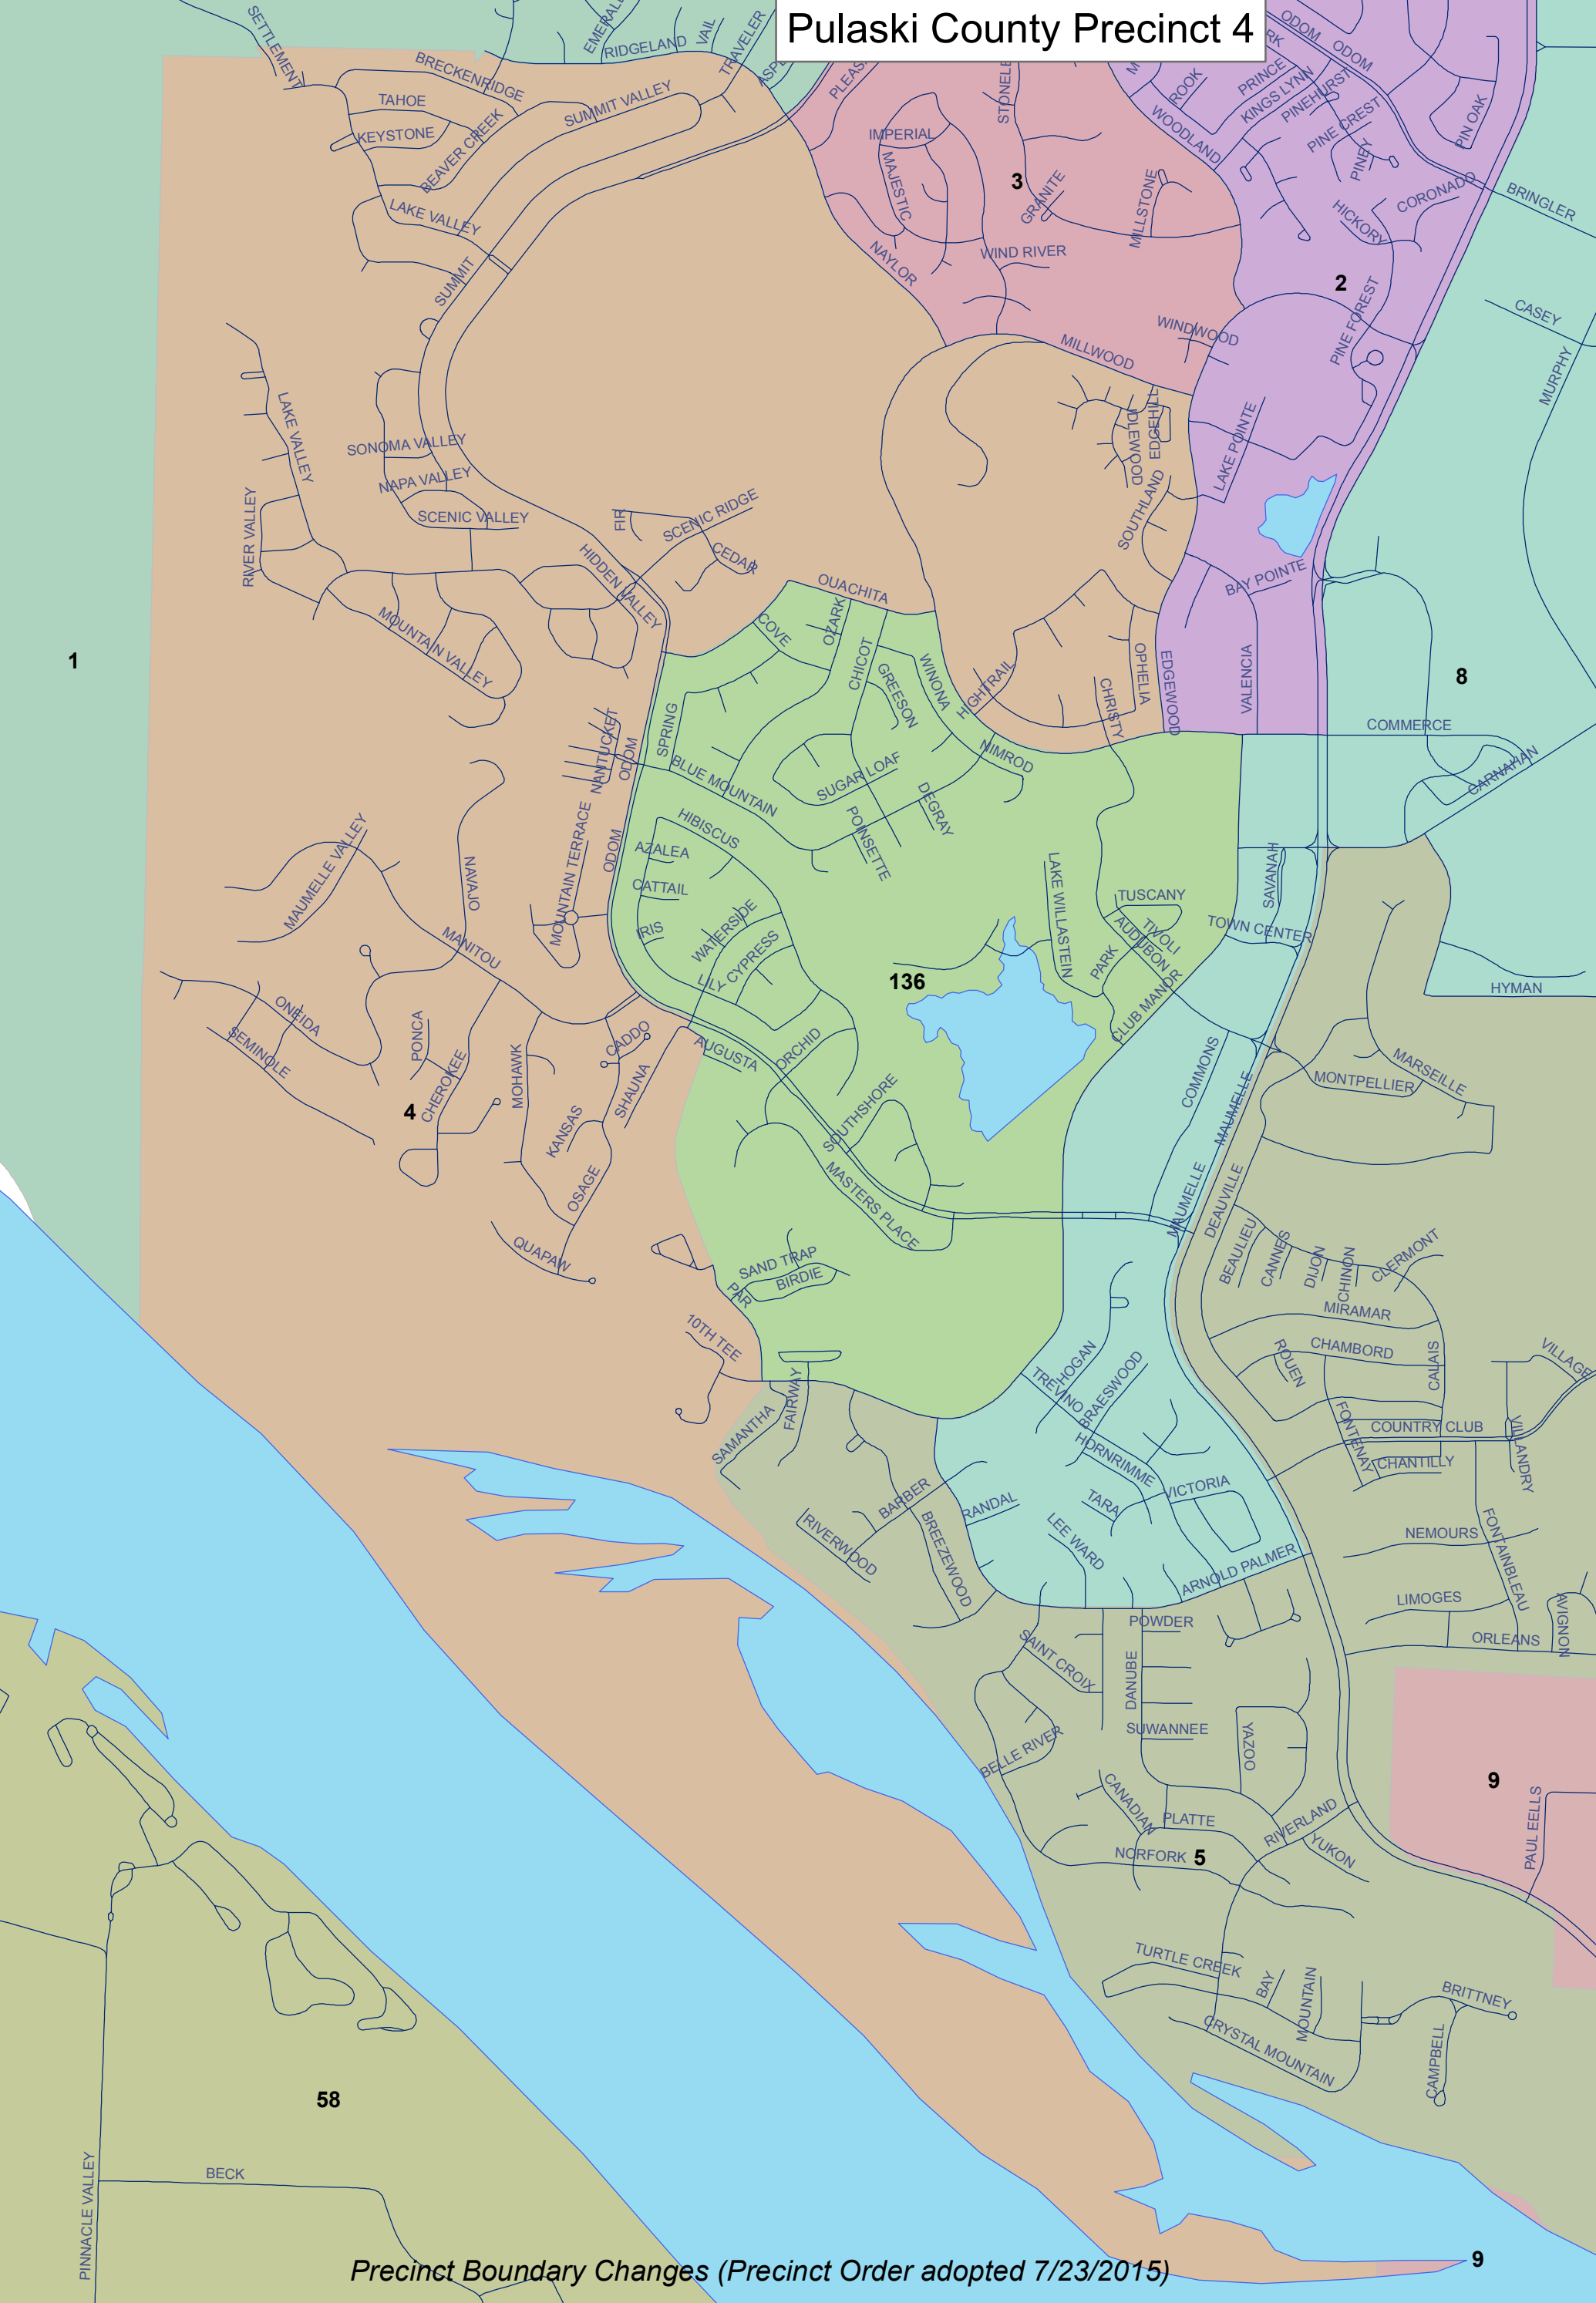 Pulaski County Precinct 4
SETTLEMENT
RIDGELAND
VAIL
TRAVELER
ODOM
ODOM
BRECKENRIDGE
TAHOE
KEYSTONE
BEAVER CREEK
SUMMIT VALLEY
LAKE VALLEY
SUMMIT
IMPERIAL
MAJESTIC
3
GRANITE
MILLSTONE
NAYLOR
WIND RIVER
ROOK
PRINCE
KINGS LYNN
PINEHURST
WOODLAND
PINE CREST
PINEY
PIN OAK
HICKORY
CORONADO
BRINGLER
2
PINE FOREST
CASEY
MURPHY
WINDWOOD
MILLWOOD
EDGEHILL
IDLEWOOD
SOUTHLAND
LAKE POINTE
LAKE VALLEY
SONOMA VALLEY
NAPA VALLEY
SCENIC VALLEY
RIVER VALLEY
FIR
SCENIC RIDGE
CEDAR
HIDDEN VALLEY
MOUNTAIN VALLEY
OUACHITA
COVE
OZARK
CHICOT
GREESON
WINONA
HIGHTRAIL
CHRISTY
OPHELIA
EDGEWOOD
BAY POINTE
VALENCIA
1
8
COMMERCE
CARNAHAN
NANTUCKET
ODOM
SPRING
BLUE MOUNTAIN
SUGAR LOAF
NIMROD
DEGRAY
POINSETTE
HIBISCUS
AZALEA
CATTAIL
IRIS
WATERSIDE
LILY
CYPRESS
MOUNTAIN TERRACE
ODOM
MAUMELLE VALLEY
NAVAJO
MANITOU
LAKE WILLASTEIN
TUSCANY
TIVOLI
AUDUBON
PARK
CLUB MANOR
SAVANAH
TOWN CENTER
HYMAN
136
ONEIDA
SEMINOLE
PONCA
CHEROKEE
4
MOHAWK
CADDO
SHAUNA
KANSAS
OSAGE
QUAPAW
AUGUSTA
ORCHID
SOUTHSHORE
MASTERS PLACE
COMMONS
MAUMELLE
MAUMELLE
MONTPELLIER
MARSEILLE
DEAUVILLE
BEAULIEU
CANNES
DIJON
CHINON
CLERMONT
MIRAMAR
CHAMBORD
ROUEN
CALAIS
VILLAGE
SAND TRAP
BIRDIE
PAR
10TH TEE
SAMANTHA
FAIRWAY
HOGAN
TREVINO
BRAESWOOD
HORNRIMME
COUNTRY CLUB
FONTENAY
CHANTILLY
VILLANDRY
RIVERWOOD
BARBER
BREEZEWOOD
RANDAL
TARA
VICTORIA
LEE WARD
ARNOLD PALMER
NEMOURS
FONTAINBLEAU
LIMOGES
ORLEANS
AVIGNON
POWDER
SAINT CROIX
DANUBE
SUWANNEE
YAZOO
BELLE RIVER
CANADIAN
PLATTE
RIVERLAND
NORFORK
5
YUKON
9
PAUL EELLS
TURTLE CREEK
BAY
MOUNTAIN
CRYSTAL MOUNTAIN
BRITTNEY
CAMPBELL
58
BECK
PINNACLE VALLEY
9
Precinct Boundary Changes (Precinct Order adopted 7/23/2015)